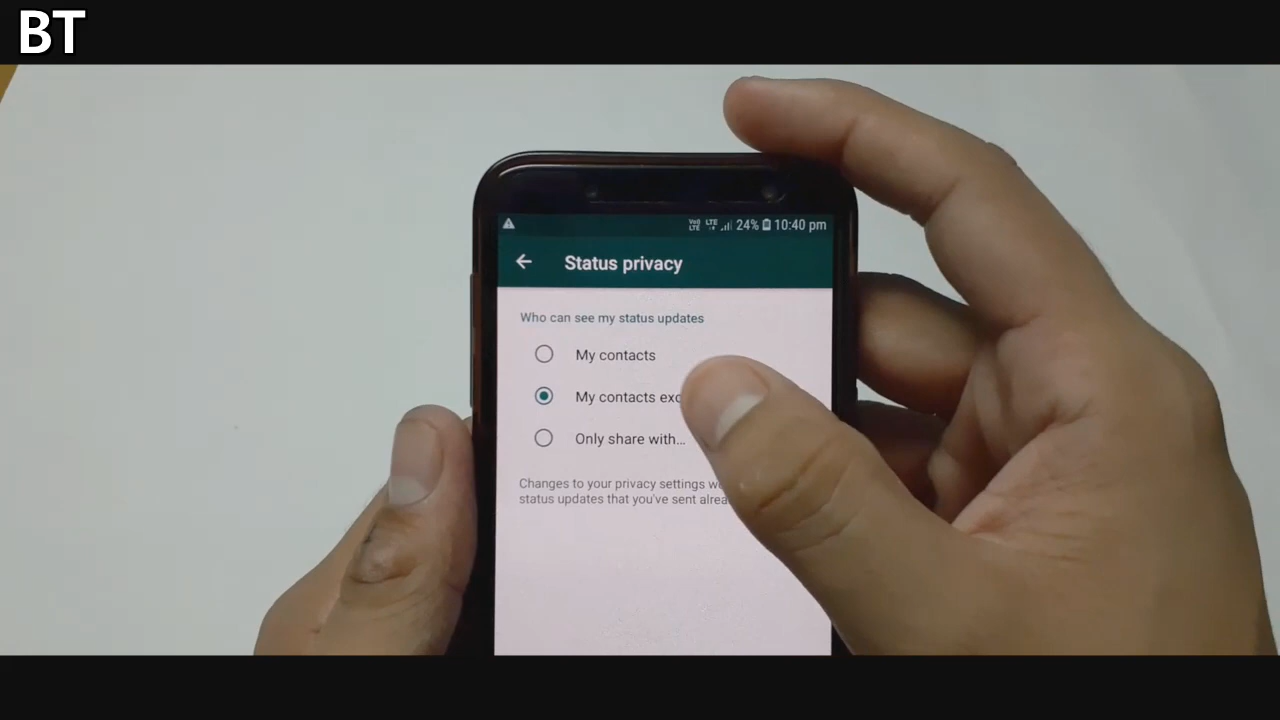 BT
24% 10:40 pm
Status privacy
Who can see my status updates
My contacts
My contacts exc
Only share with...
Changes to your privacy settings w
status updates that you've sent alrea